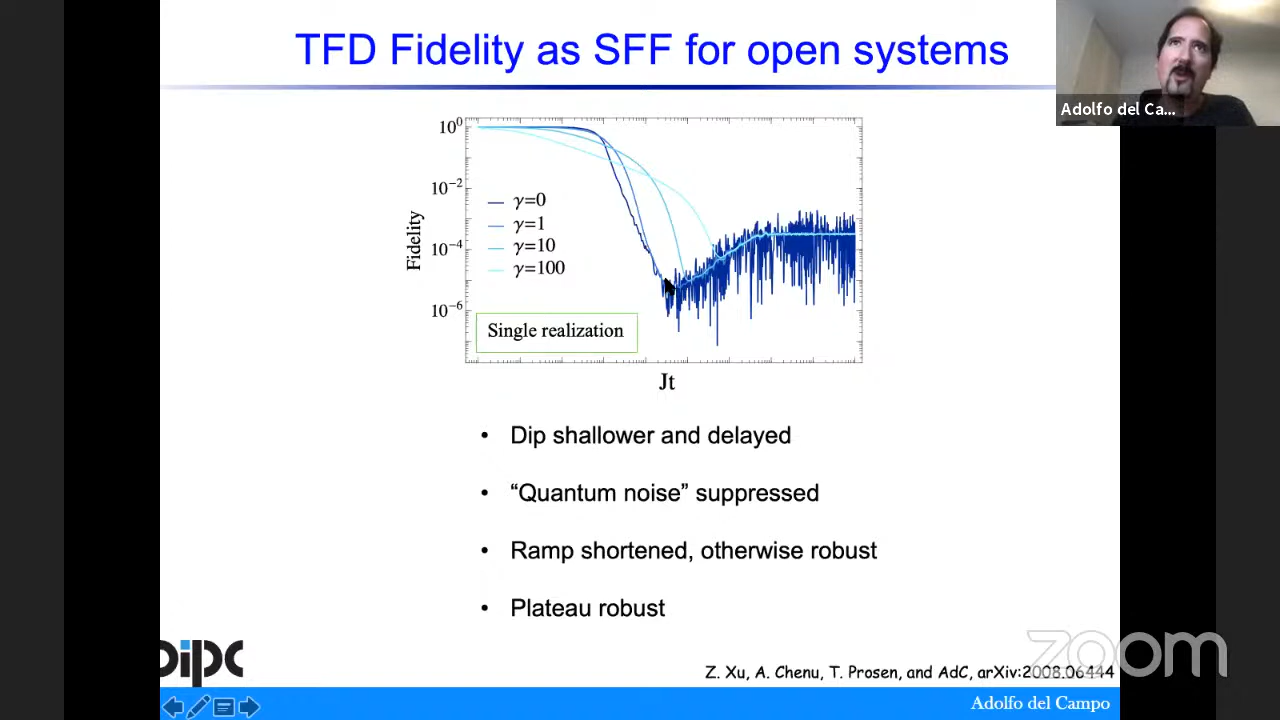 TFD Fidelity as SFF for open systems
Adolfo del Ca...
10⁰
10⁻²
10⁻⁴
10⁻⁶
Fidelity
γ=0
γ=1
γ=10
γ=100
Single realization
Jt
• Dip shallower and delayed
• “Quantum noise” suppressed
• Ramp shortened, otherwise robust
• Plateau robust
dipc
zoom
Z. Xu, A. Chenu, T. Prosen, and AdC, arXiv:2008.06444
Adolfo del Campo